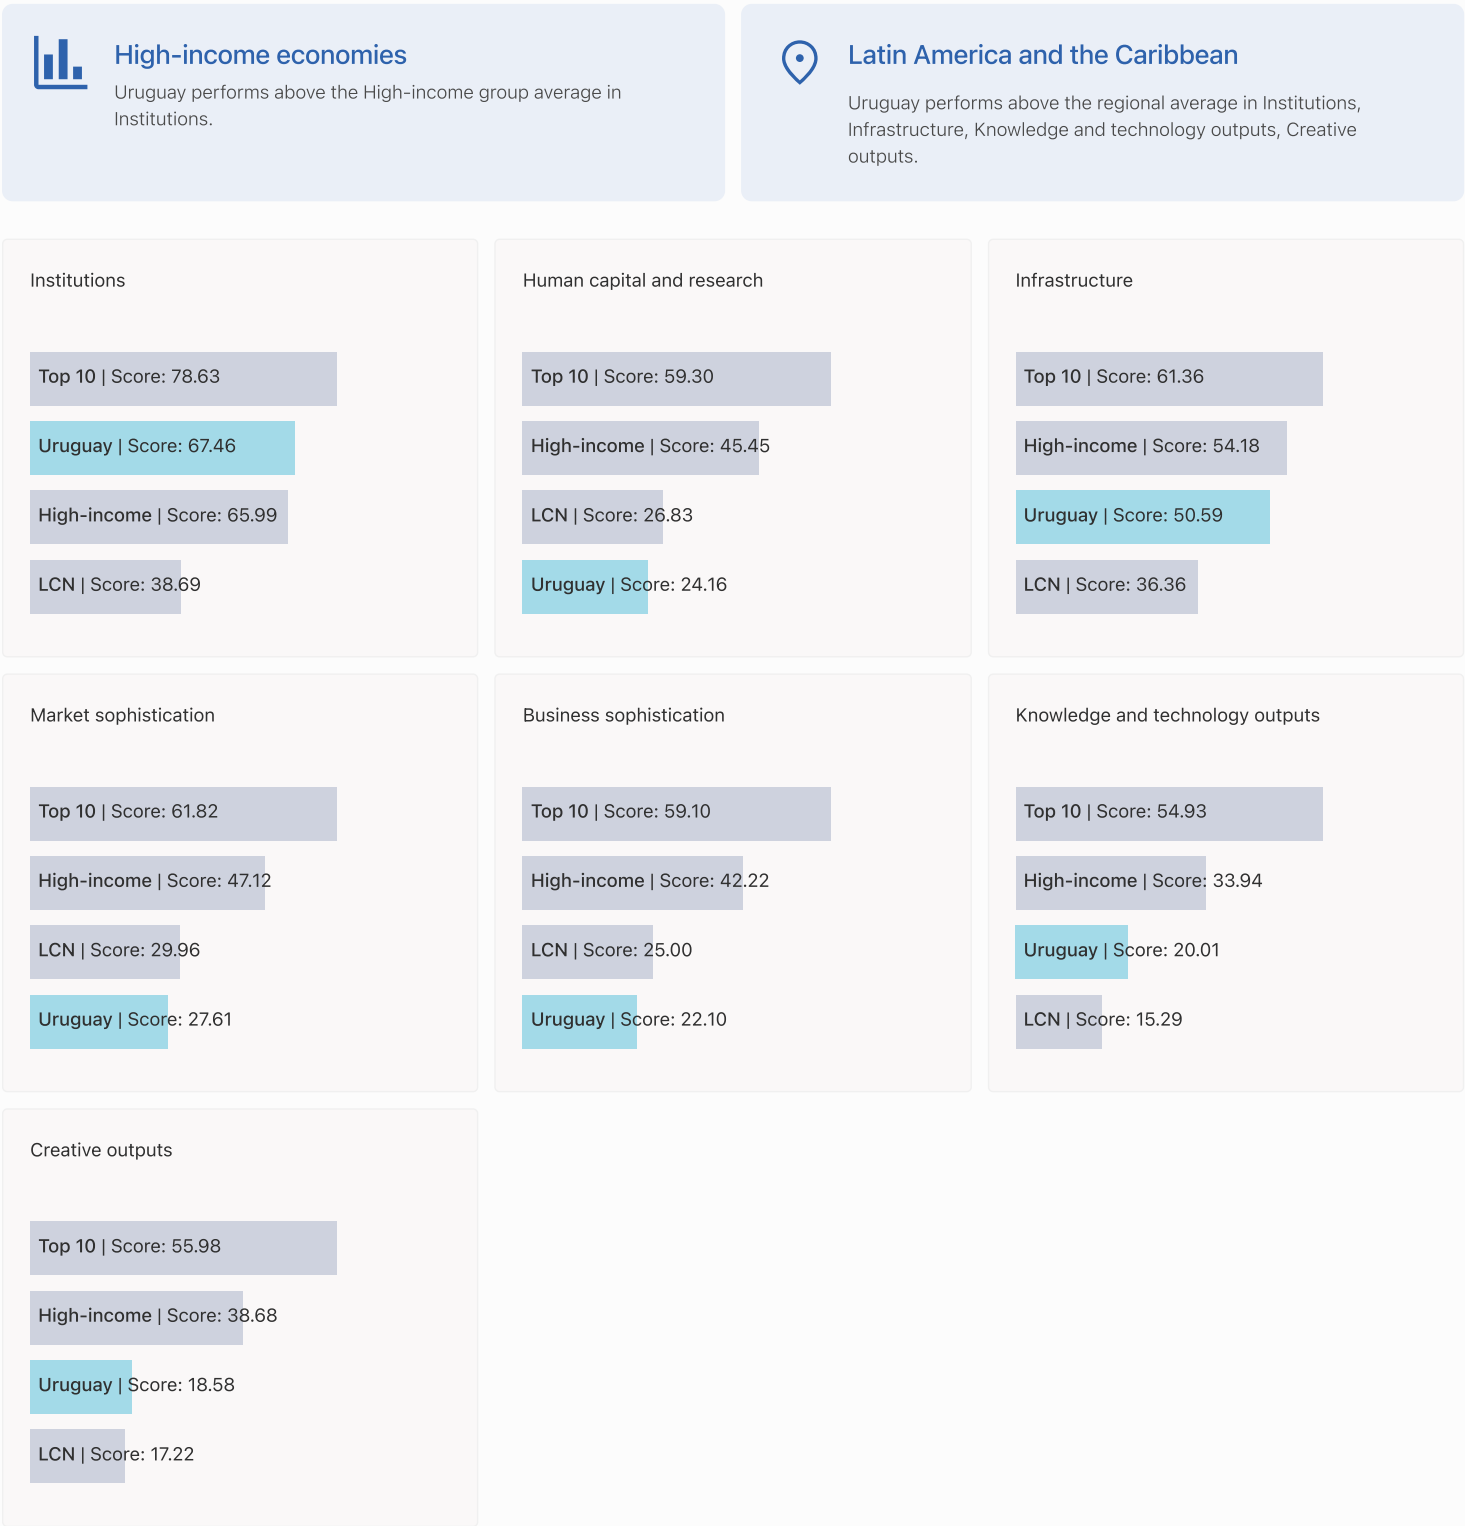 High-income economies
Uruguay performs above the High-income group average in
Institutions.
Latin America and the Caribbean
Uruguay performs above the regional average in Institutions,
Infrastructure, Knowledge and technology outputs, Creative
outputs.
Institutions
Top 10 | Score: 78.63
Uruguay | Score: 67.46
High-income | Score: 65.99
LCN | Score: 38.69
Human capital and research
Top 10 | Score: 59.30
High-income | Score: 45.45
LCN | Score: 26.83
Uruguay | Score: 24.16
Infrastructure
Top 10 | Score: 61.36
High-income | Score: 54.18
Uruguay | Score: 50.59
LCN | Score: 36.36
Market sophistication
Top 10 | Score: 61.82
High-income | Score: 47.12
LCN | Score: 29.96
Uruguay | Score: 27.61
Business sophistication
Top 10 | Score: 59.10
High-income | Score: 42.22
LCN | Score: 25.00
Uruguay | Score: 22.10
Knowledge and technology outputs
Top 10 | Score: 54.93
High-income | Score: 33.94
Uruguay | Score: 20.01
LCN | Score: 15.29
Creative outputs
Top 10 | Score: 55.98
High-income | Score: 38.68
Uruguay | Score: 18.58
LCN | Score: 17.22